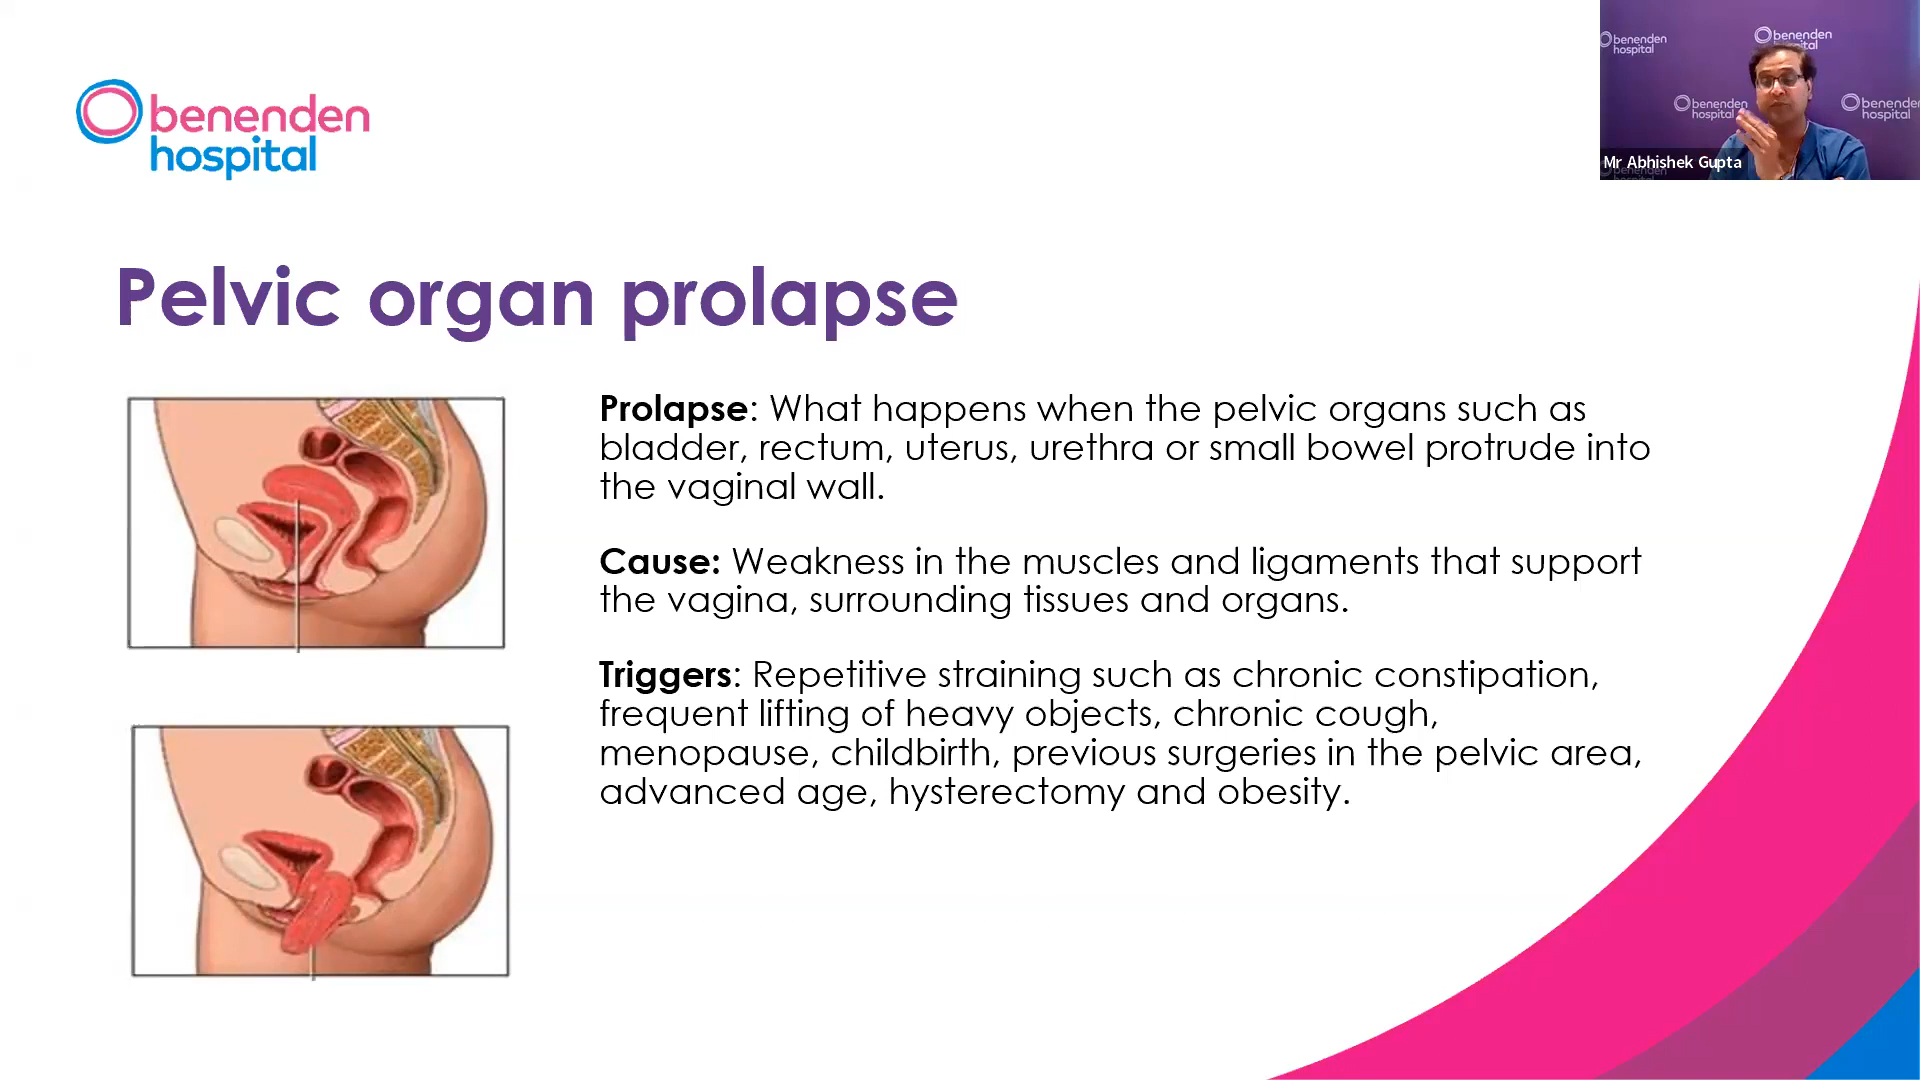 benenden
hospital
benenden
hospital
benenden
hospital
benenden
hospital
benenden
hospital
Mr Abhishek Gupta
benenden
Pelvic organ prolapse
Prolapse: What happens when the pelvic organs such as
bladder, rectum, uterus, urethra or small bowel protrude into
the vaginal wall.
Cause: Weakness in the muscles and ligaments that support
the vagina, surrounding tissues and organs.
Triggers: Repetitive straining such as chronic constipation,
frequent lifting of heavy objects, chronic cough,
menopause, childbirth, previous surgeries in the pelvic area,
advanced age, hysterectomy and obesity.